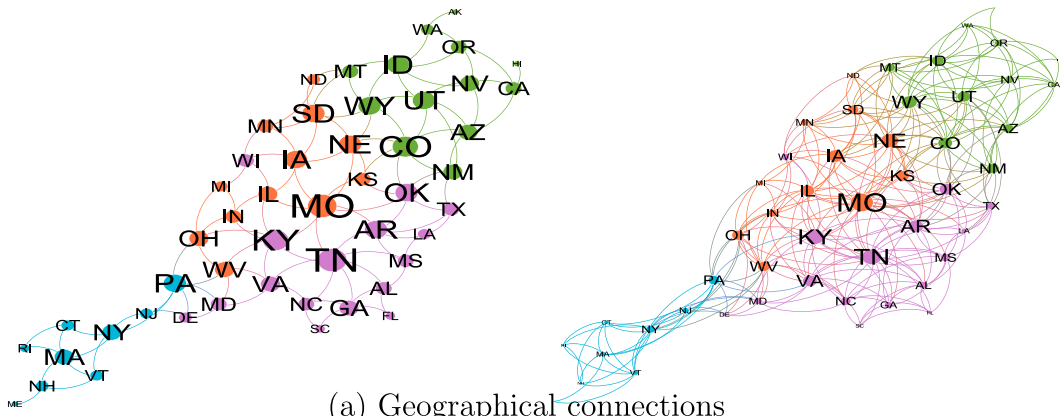 AK
WA
OR
HI
ND
MT
ID
NV
CA
SD
WY
UT
MN
AZ
WI
IA
NE
CO
MI
IL
KS
NM
IN
MO
OK
TX
OH
KY
AR
LA
WV
TN
MS
PA
VA
AL
DE
MD
NC
GA
FL
SC
NJ
CT
NY
RI
MA
VT
NH
ME
WA
OR
ND
MT
ID
NV
CA
SD
WY
UT
MN
NE
CO
AZ
WI
IA
MI
IL
KS
OK
NM
IN
MO
TX
OH
KY
AR
LA
WV
TN
MS
PA
VA
AL
MD
NC
GA
FL
DE
SC
NJ
CT
NY
RI
MA
VT
NH
(a) Geographical connections